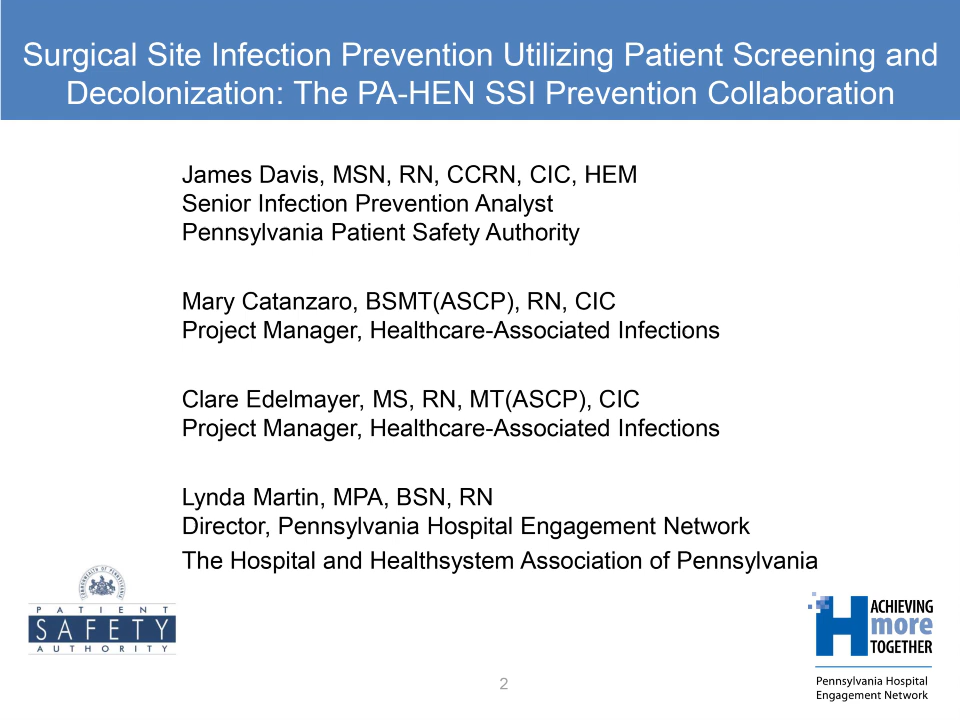 Surgical Site Infection Prevention Utilizing Patient Screening and
Decolonization: The PA-HEN SSI Prevention Collaboration
James Davis, MSN, RN, CCRN, CIC, HEM
Senior Infection Prevention Analyst
Pennsylvania Patient Safety Authority
Mary Catanzaro, BSMT(ASCP), RN, CIC
Project Manager, Healthcare-Associated Infections
Clare Edelmayer, MS, RN, MT(ASCP), CIC
Project Manager, Healthcare-Associated Infections
Lynda Martin, MPA, BSN, RN
Director, Pennsylvania Hospital Engagement Network
The Hospital and Healthsystem Association of Pennsylvania
COMMONWEALTH OF PENNSYLVANIA
PATIENT
SAFETY
AUTHORITY
H ACHIEVING
more
TOGETHER
Pennsylvania Hospital
Engagement Network
2